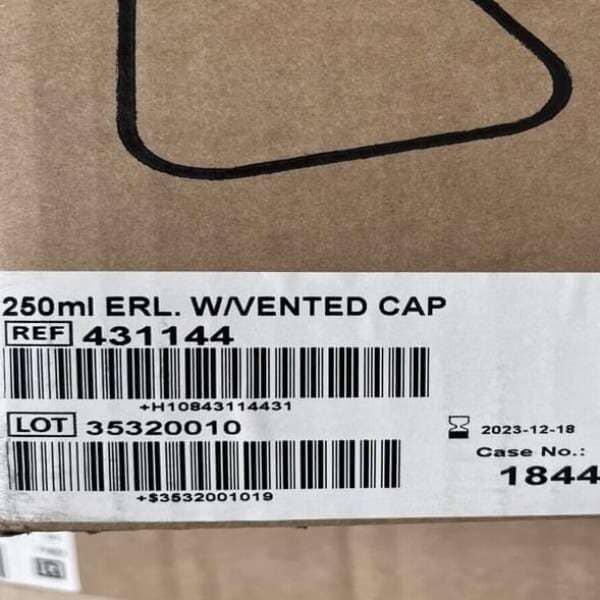 250ml ERL. W/VENTED CAP
REF 431144
+H10843114431
LOT 35320010
2023-12-18
Case No.:
1844
+$3532001019